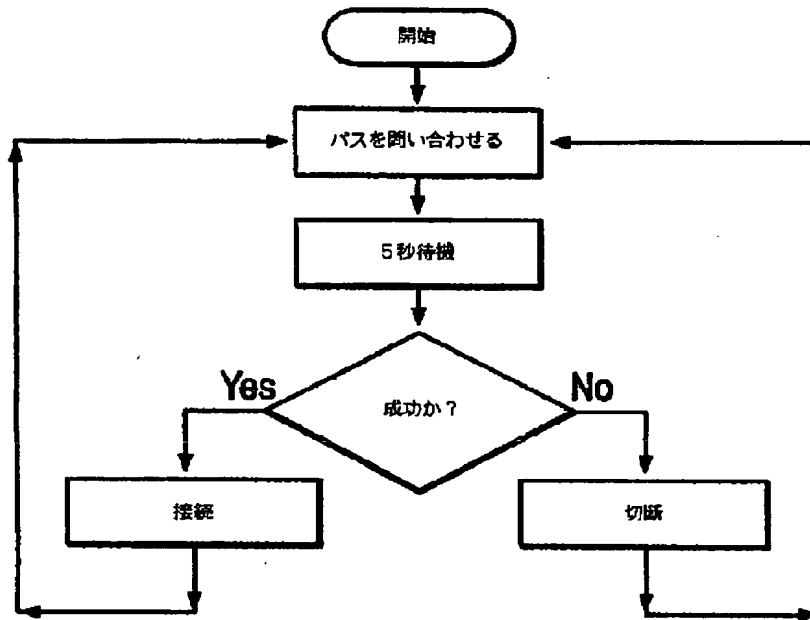 開始
パスを問い合わせる
5秒待機
Yes
成功か？
No
接続
切断